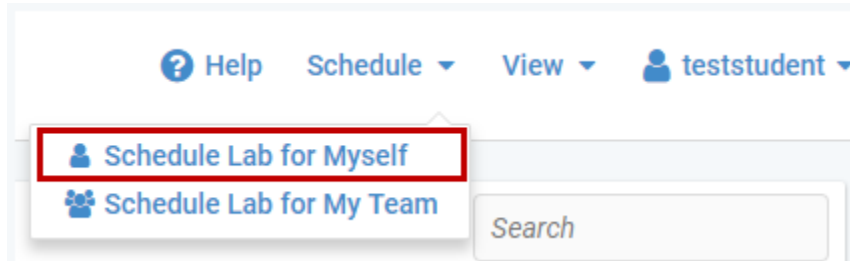 Help Schedule View teststudent
Schedule Lab for Myself
Schedule Lab for My Team
Search